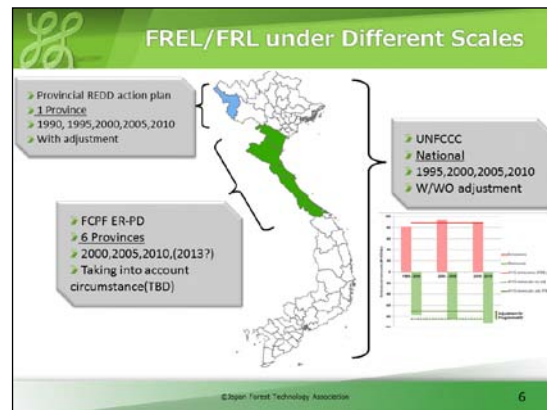 FREL/FRL under Different Scales
Provincial REDD action plan
1 Province
1990, 1995,2000,2005,2010
With adjustment
FCPF ER-PD
6 Provinces
2000,2005,2010,(2013?)
Taking into account
circumstance(TBD)
UNFCCC
National
1995,2000,2005,2010
W/WO adjustment
©Japan Forest Technology Association
6